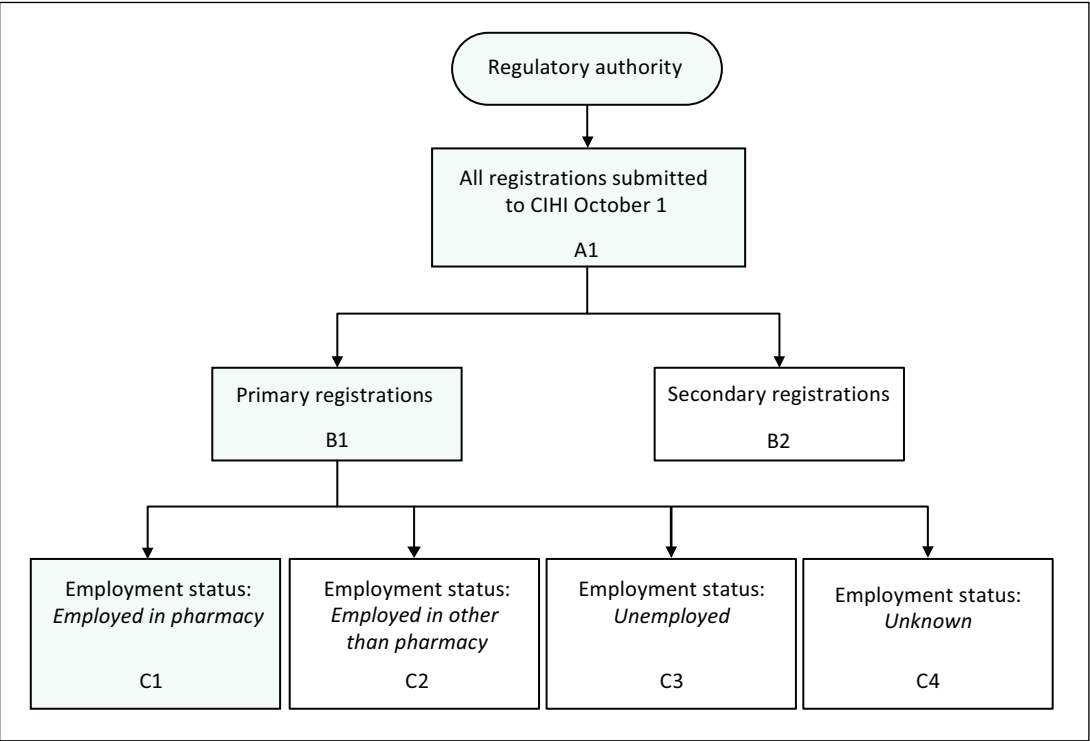 Regulatory authority
All registrations submitted
to CIHI October 1
A1
Primary registrations
B1
Secondary registrations
B2
Employment status:
Employed in pharmacy
C1
Employment status:
Employed in other
than pharmacy
C2
Employment status:
Unemployed
C3
Employment status:
Unknown
C4